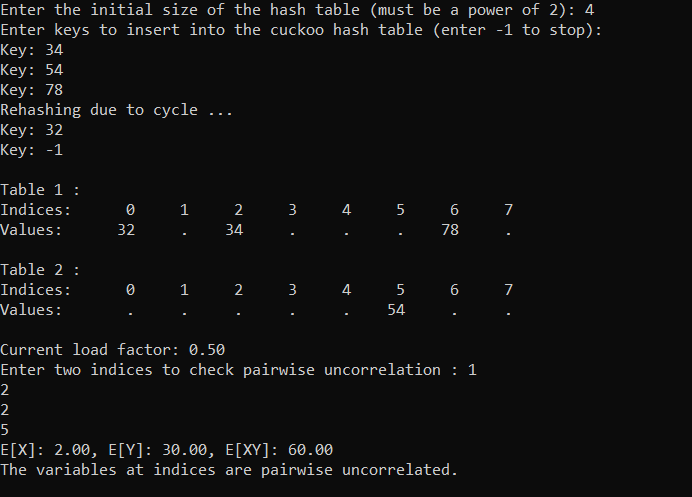 Enter the initial size of the hash table (must be a power of 2): 4
Enter keys to insert into the cuckoo hash table (enter -1 to stop):
Key: 34
Key: 54
Key: 78
Rehashing due to cycle ...
Key: 32
Key: -1
Table 1 :
Indices: 0 1 2 3 4 5 6 7
Values: 32 . 34 . . . 78 .
Table 2 :
Indices: 0 1 2 3 4 5 6 7
Values: . . . . . 54 . .
Current load factor: 0.50
Enter two indices to check pairwise uncorrelation : 1
2
2
5
E[X]: 2.00, E[Y]: 30.00, E[XY]: 60.00
The variables at indices are pairwise uncorrelated.